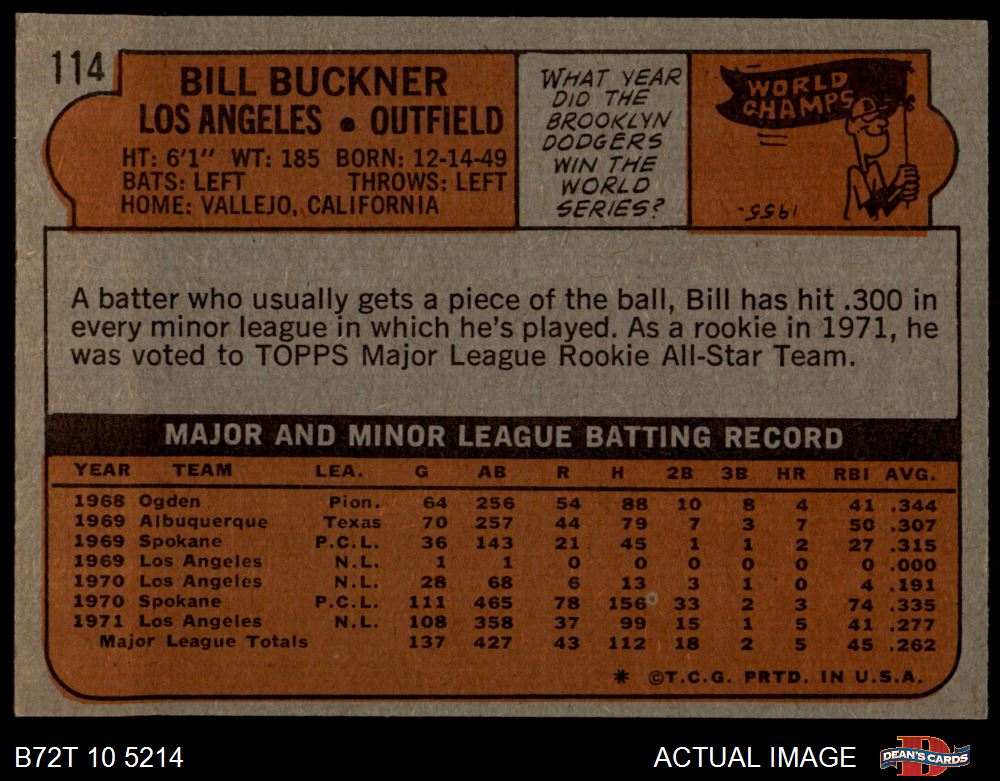 114
BILL BUCKNER
LOS ANGELES • OUTFIELD
HT: 6'1" WT: 185 BORN: 12-14-49
BATS: LEFT THROWS: LEFT
HOME: VALLEJO, CALIFORNIA
WHAT YEAR
DID THE
BROOKLYN
DODGERS
WIN THE
WORLD
SERIES?
WORLD
CHAMPS
1955.
A batter who usually gets a piece of the ball, Bill has hit .300 in
every minor league in which he's played. As a rookie in 1971, he
was voted to TOPPS Major League Rookie All-Star Team.
MAJOR AND MINOR LEAGUE BATTING RECORD
YEAR TEAM LEA. G AB R H 2B 3B HR RBI AVG.
1968 Ogden Pion. 64 256 54 88 10 8 4 41 .344
1969 Albuquerque Texas 70 257 44 79 7 3 7 50 .307
1969 Spokane P.C.L. 36 143 21 45 1 1 2 27 .315
1969 Los Angeles N.L. 1 1 0 0 0 0 0 0 .000
1970 Los Angeles N.L. 28 68 6 13 3 1 0 4 .191
1970 Spokane P.C.L. 111 465 78 156 33 2 3 74 .335
1971 Los Angeles N.L. 108 358 37 99 15 1 5 41 .277
Major League Totals 137 427 43 112 18 2 5 45 .262
* ©T.C.G. PRTD. IN U.S.A.
B72T 10 5214
ACTUAL IMAGE
DEAN'S CARDS